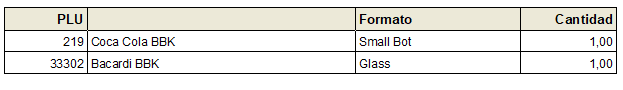 PLU Formato Cantidad
219 Coca Cola BBK Small Bot 1,00
33302 Bacardi BBK Glass 1,00